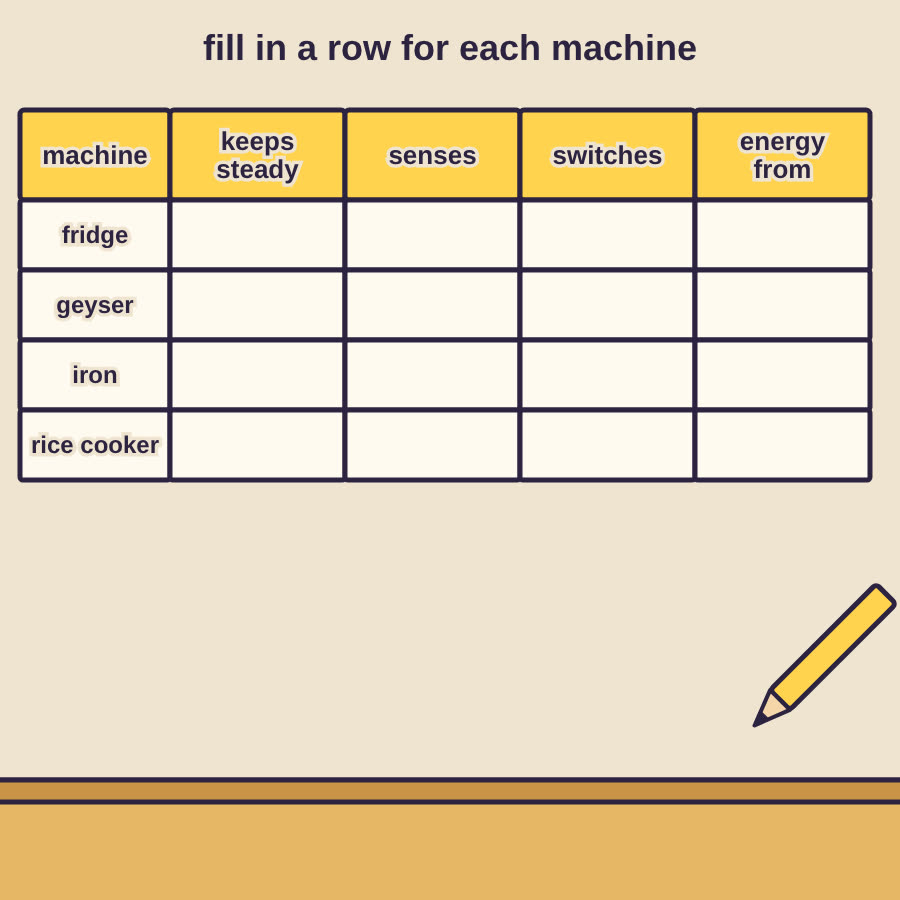 fill in a row for each machine
machine
keeps
steady
senses
switches
energy
from
fridge
geyser
iron
rice cooker